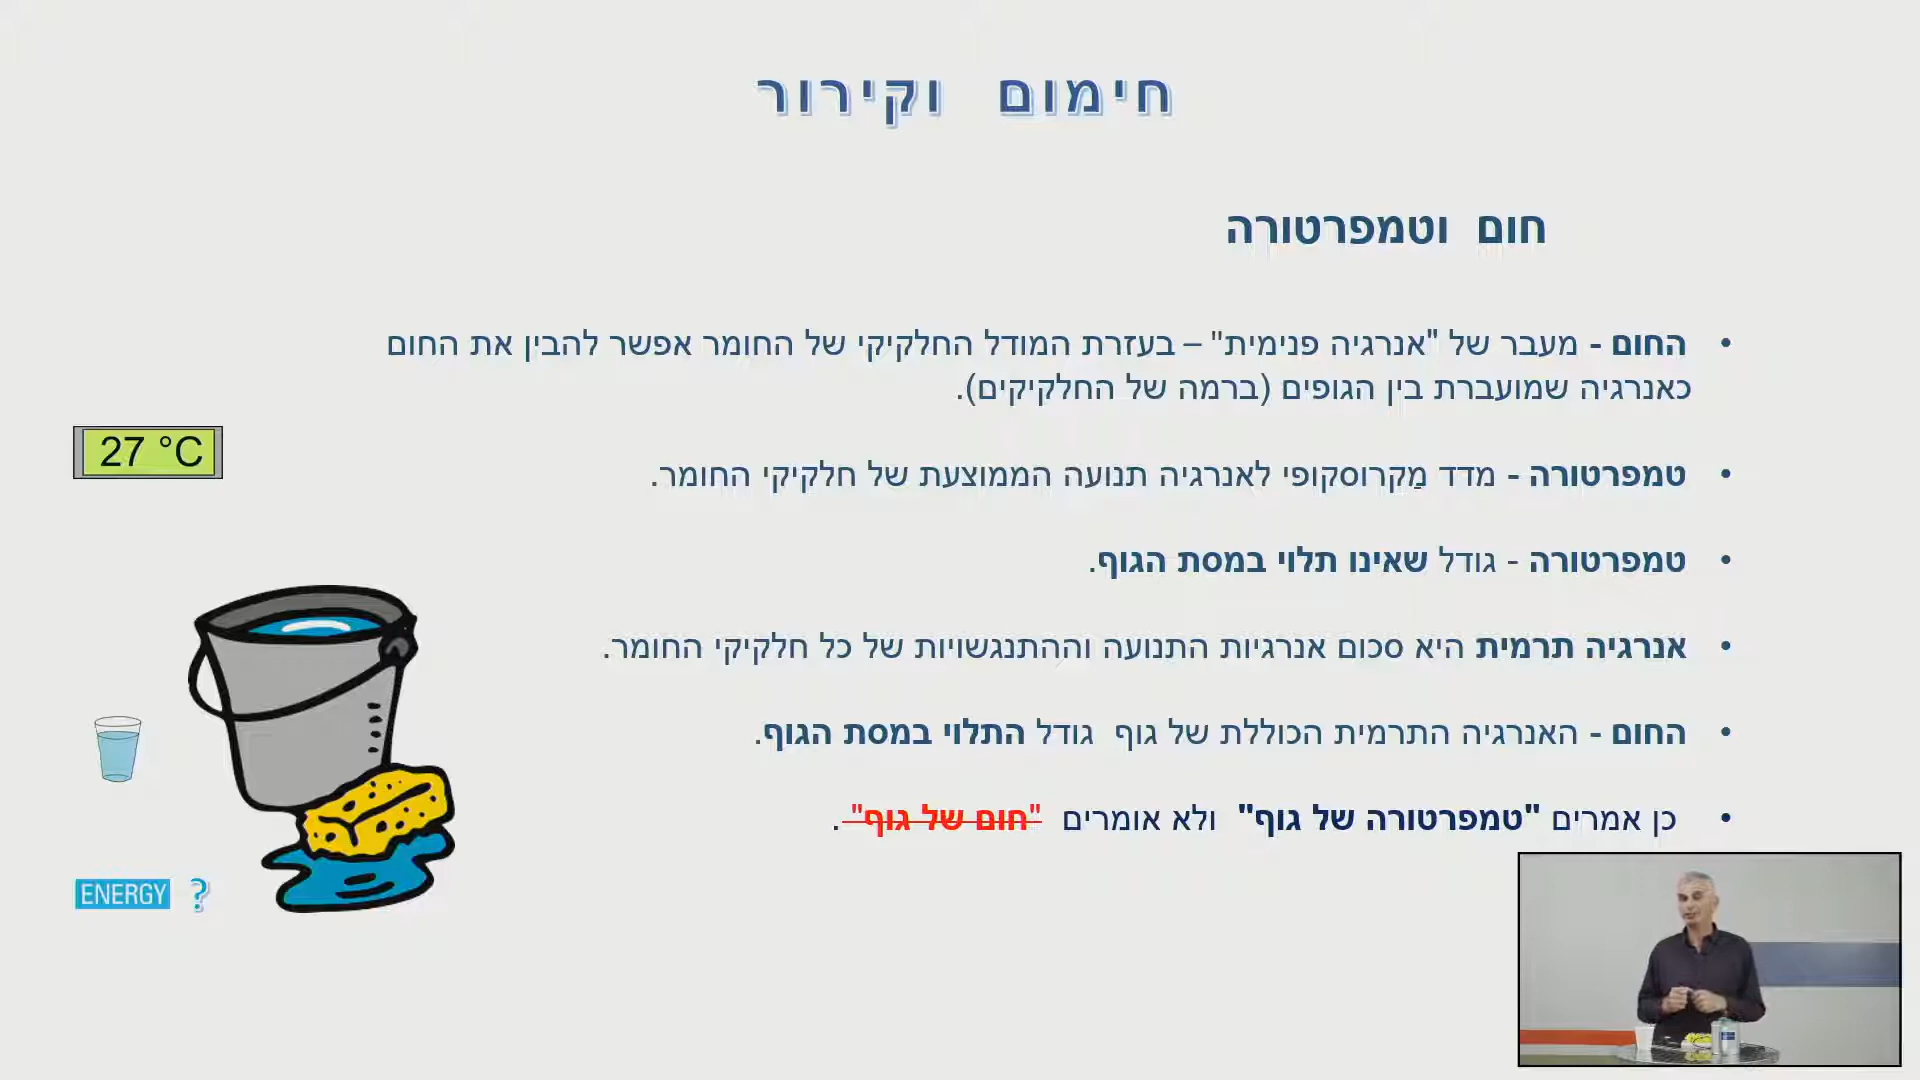 חימום וקירור
חום וטמפרטורה
• החום - מעבר של "אנרגיה פנימית" – בעזרת המודל החלקיקי של החומר אפשר להבין את החום
כאנרגיה שמועברת בין הגופים (ברמה של החלקיקים).
27 °C
• טמפרטורה - מדד מַקרוסקופי לאנרגיה תנועה הממוצעת של חלקיקי החומר.
• טמפרטורה - גודל שאינו תלוי במסת הגוף.
• אנרגיה תרמית היא סכום אנרגיות התנועה וההתנגשויות של כל חלקיקי החומר.
• החום - האנרגיה התרמית הכוללת של גוף גודל התלוי במסת הגוף.
• כן אמרים "טמפרטורה של גוף" ולא אומרים "חום של גוף".
ENERGY ?